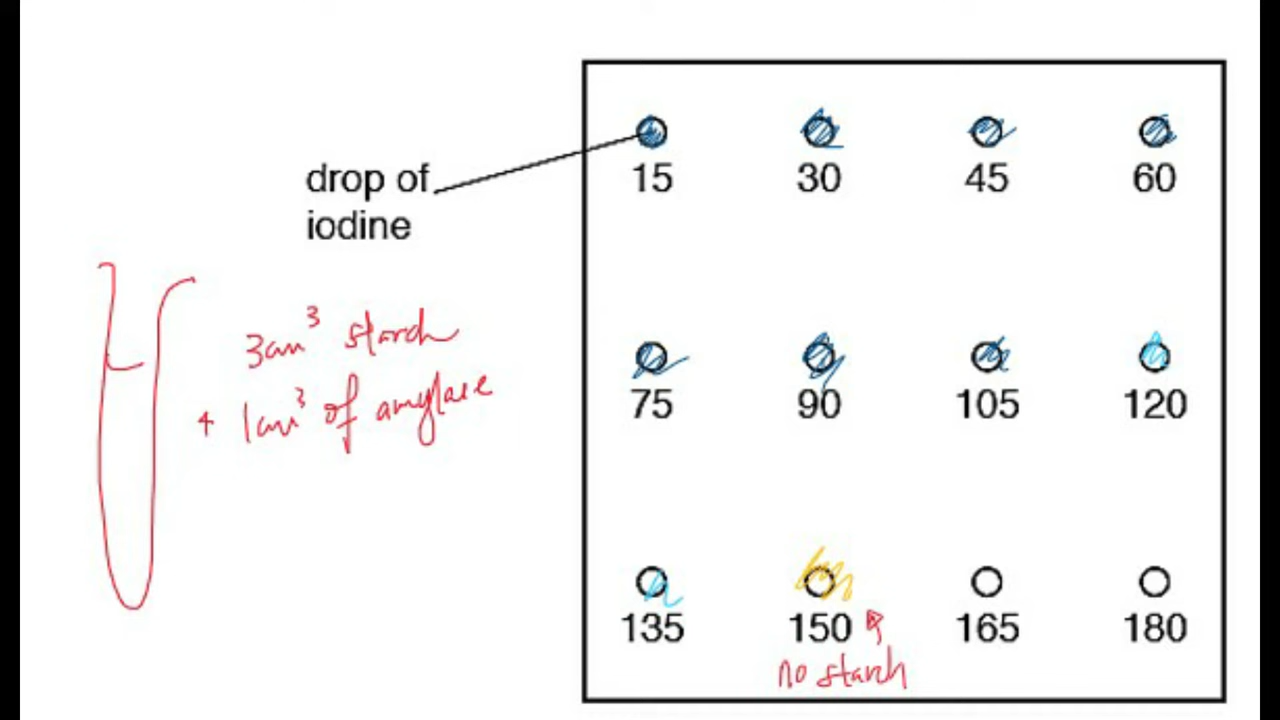 drop of
iodine
15 30 45 60
3cm³ starch
+ 1cm³ of amylase
75 90 105 120
135 150 165 180
no starch